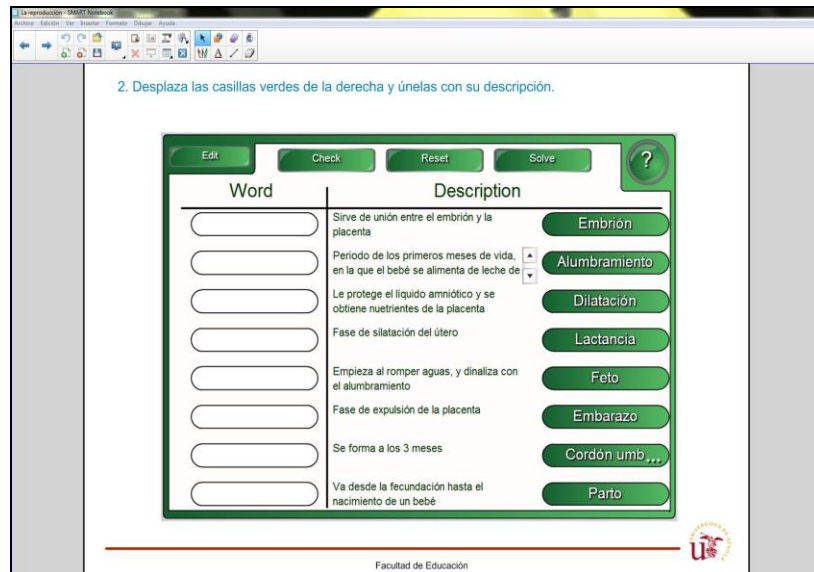 La reproducción - SMART Notebook
Archivo Edición Ver Insertar Formato Dibujar Ayuda
2. Desplaza las casillas verdes de la derecha y únelas con su descripción.
Edit Check Reset Solve ?
Word Description
Sirve de unión entre el embrión y la
placenta
Embrión
Periodo de los primeros meses de vida,
en la que el bebé se alimenta de leche de
Alumbramiento
Le protege el líquido amniótico y se
obtiene nuetrientes de la placenta
Dilatación
Fase de silatación del útero
Lactancia
Empieza al romper aguas, y dinaliza con
el alumbramiento
Feto
Fase de expulsión de la placenta
Embarazo
Se forma a los 3 meses
Cordón umb...
Va desde la fecundación hasta el
nacimiento de un bebé
Parto
Facultad de Educación